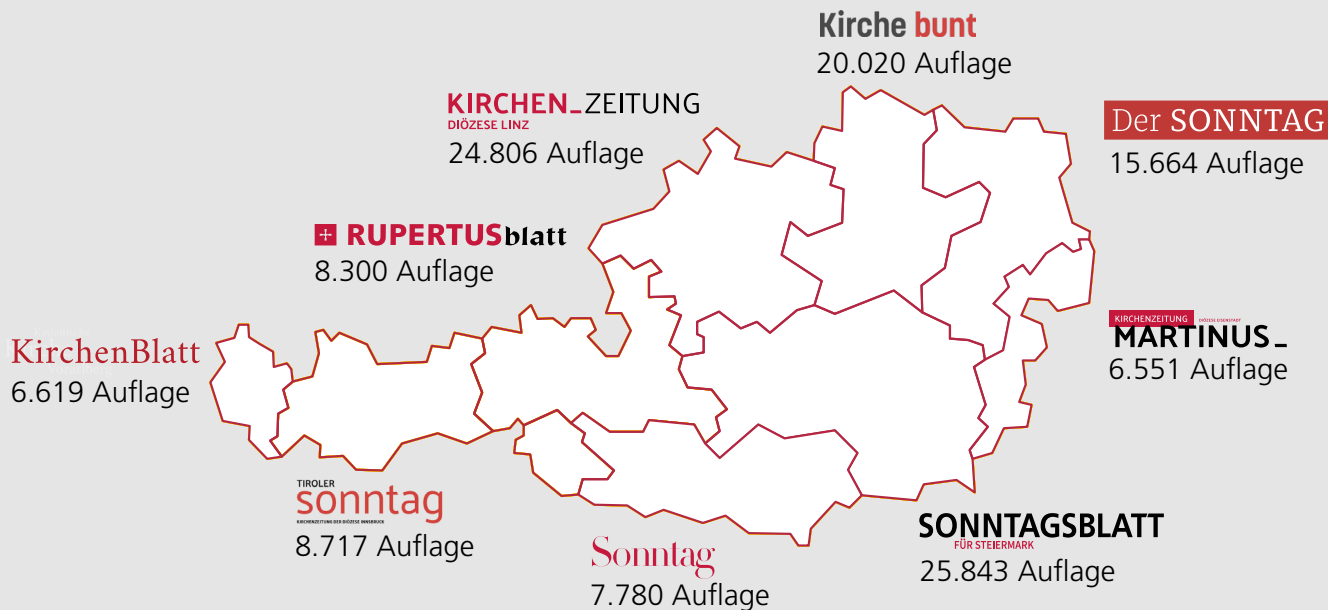 Kirche bunt
20.020 Auflage
KIRCHEN_ZEITUNG
DIÖZESE LINZ
24.806 Auflage
Der SONNTAG
15.664 Auflage
RUPERTUSblatt
8.300 Auflage
KirchenBlatt
6.619 Auflage
KIRCHENZEITUNG DIÖZESE EISENSTADT
MARTINUS_
6.551 Auflage
TIROLER
sonntag
KIRCHENZEITUNG DER DIÖZESE INNSBRUCK
8.717 Auflage
Sonntag
7.780 Auflage
SONNTAGSBLATT
FÜR STEIERMARK
25.843 Auflage